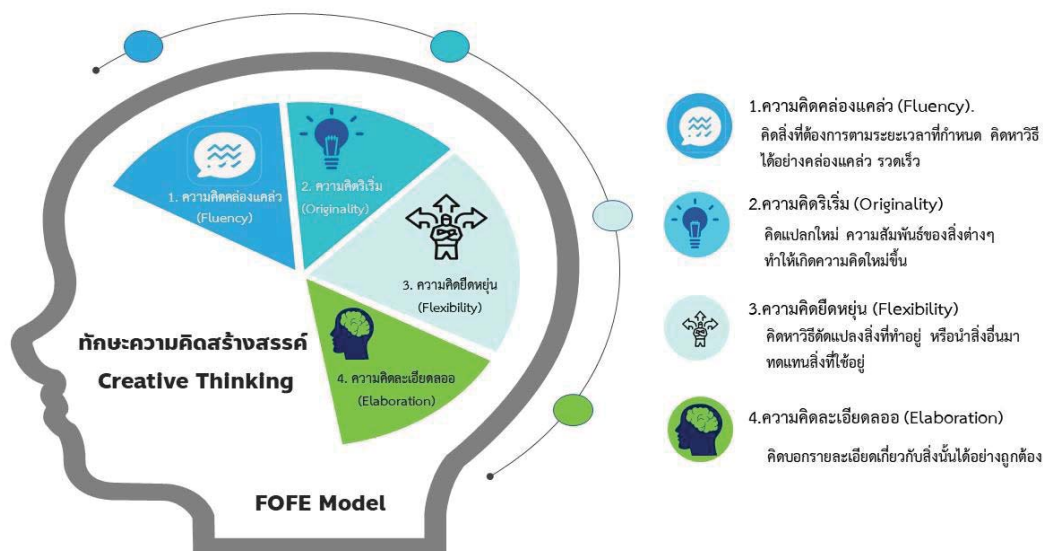 1. ความคิดคล่องแคล่ว
(Fluency)
2. ความคิดริเริ่ม
(Originality)
3. ความคิดยืดหยุ่น
(Flexibility)
4. ความคิดละเอียดลออ
(Elaboration)
ทักษะความคิดสร้างสรรค์
Creative Thinking
FOFE Model
1.ความคิดคล่องแคล่ว (Fluency).
คิดสิ่งที่ต้องการตามระยะเวลาที่กำหนด คิดหาวิธี
ได้อย่างคล่องแคล่ว รวดเร็ว
2.ความคิดริเริ่ม (Originality)
คิดแปลกใหม่ ความสัมพันธ์ของสิ่งต่างๆ
ทำให้เกิดความคิดใหม่ขึ้น
3.ความคิดยืดหยุ่น (Flexibility)
คิดหาวิธีดัดแปลงสิ่งที่ทำอยู่ หรือนำสิ่งอื่นมา
ทดแทนสิ่งที่ใช้อยู่
4.ความคิดละเอียดลออ (Elaboration)
คิดบอกรายละเอียดเกี่ยวกับสิ่งนั้นได้อย่างถูกต้อง